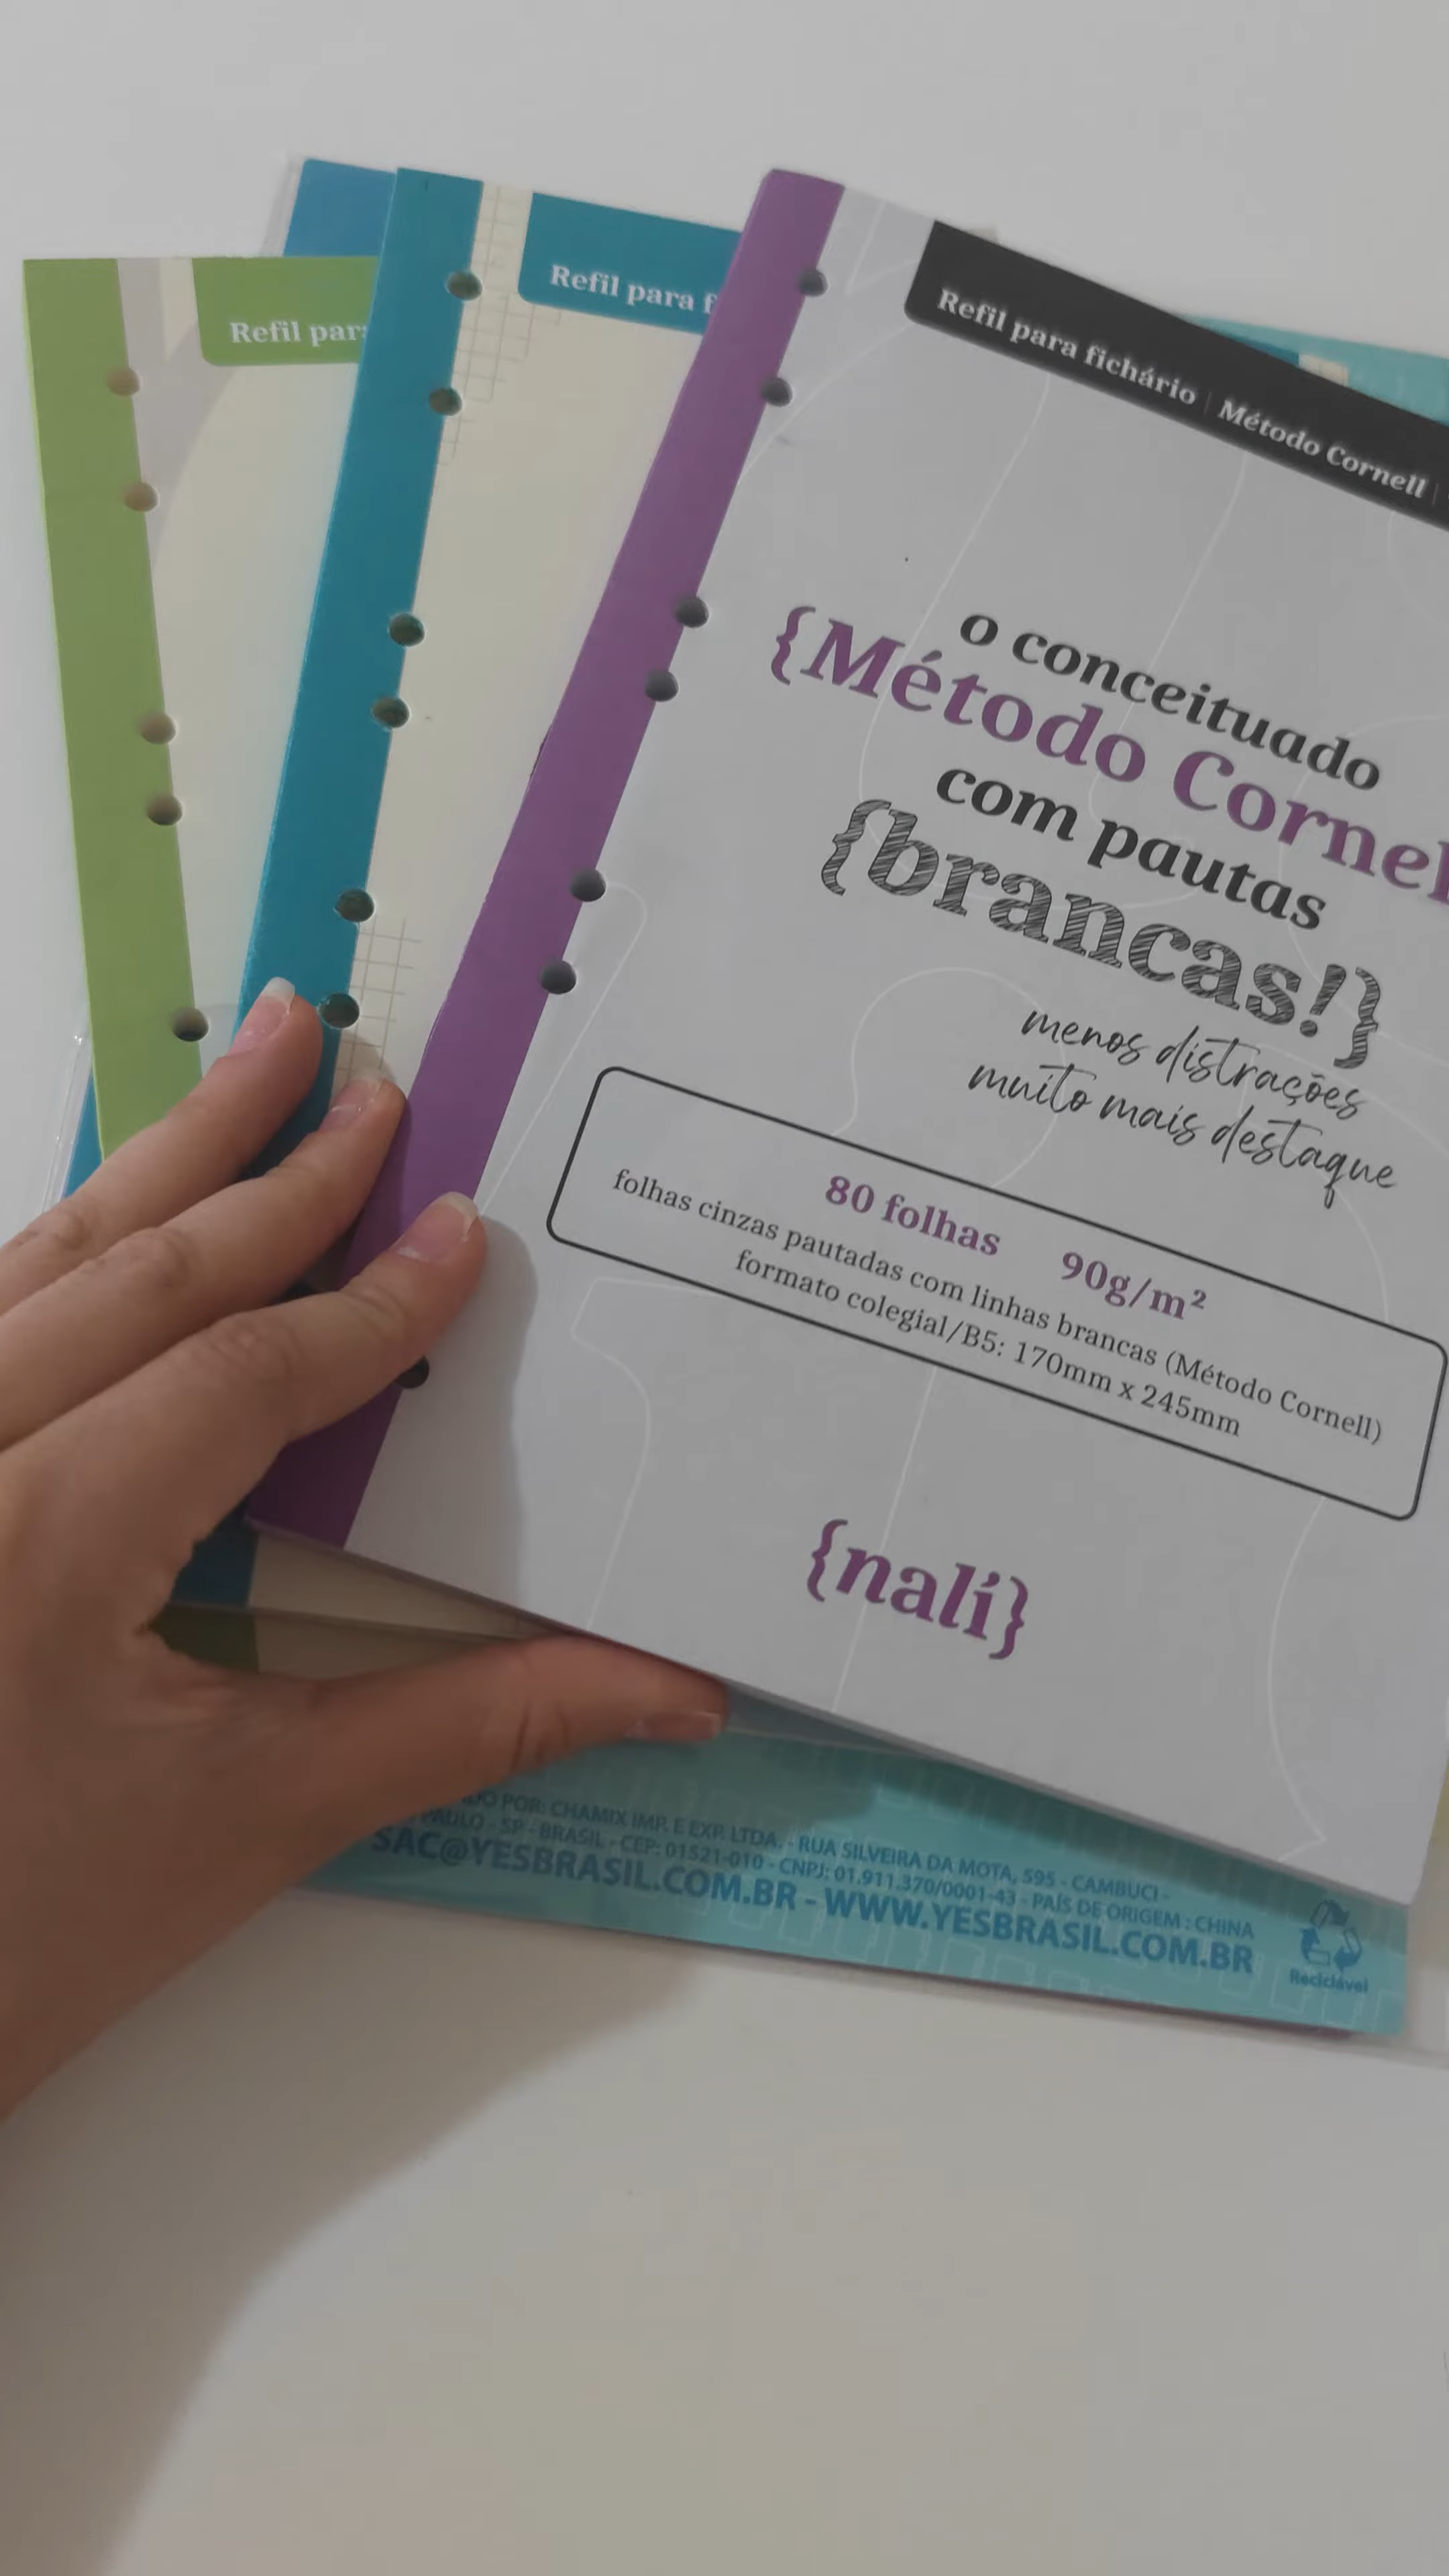 Refil par
Refil para f
Refil para fichário | Método Cornell |
o conceituado
{Método Cornel
com pautas
{brancas!}
menos distrações
muito mais destaque
80 folhas 90g/m²
folhas cinzas pautadas com linhas brancas (Método Cornell)
formato colegial/B5: 170mm x 245mm
{nalí}
DO POR: CHAMIX IMP. E EXP. LTDA. - RUA SILVEIRA DA MOTA, 595 - CAMBUCI -
PAULO - SP - BRASIL - CEP: 01521-010 - CNPJ: 01.911.370/0001-43 - PAÍS DE ORIGEM : CHINA
SAC@YESBRASIL.COM.BR - WWW.YESBRASIL.COM.BR
Reciclável